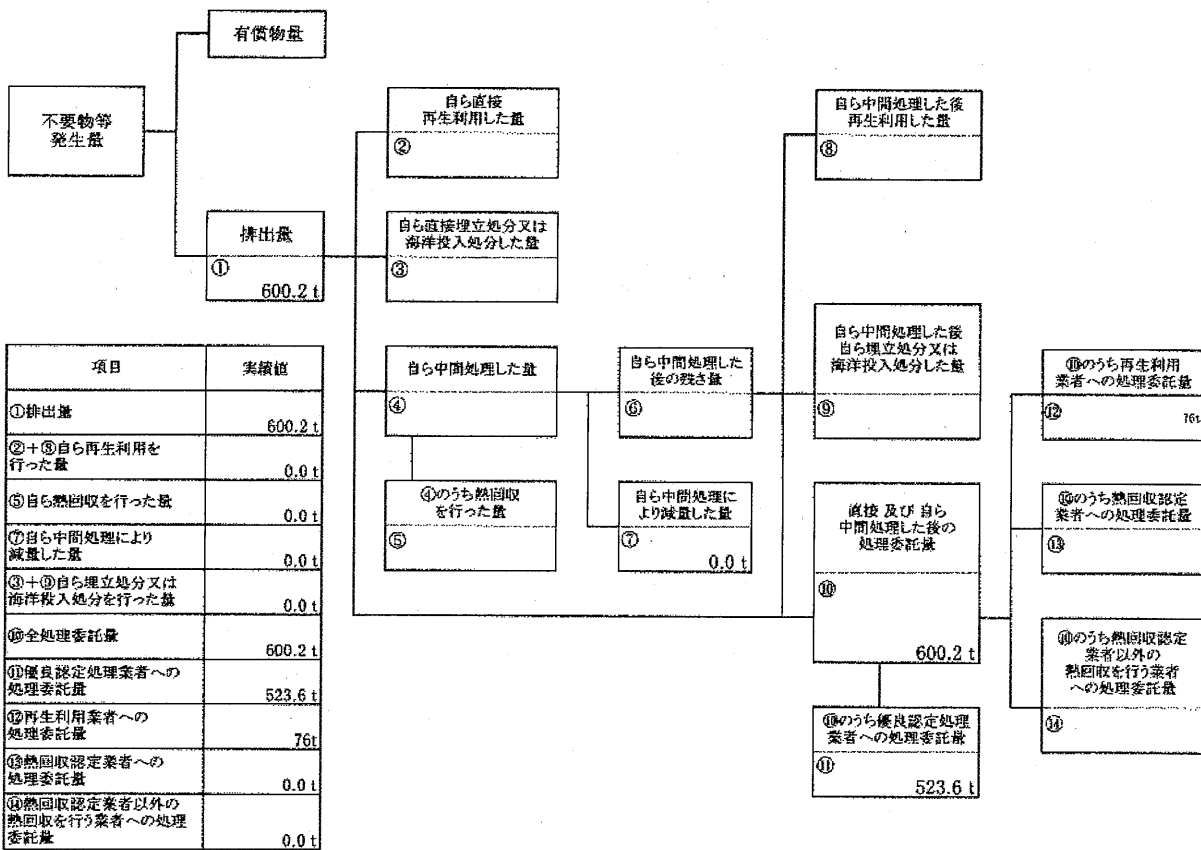 有償物量
不要物等
発生量
排出量
①
600.2 t
自ら直接
再生利用した量
②
自ら直接埋立処分又は
海洋投入処分した量
③
自ら中間処理した量
④
④のうち熱回収
を行った量
⑤
自ら中間処理した
後の残さ量
⑥
自ら中間処理に
より減量した量
⑦
0.0 t
自ら中間処理した後
再生利用した量
⑧
自ら中間処理した後
自ら埋立処分又は
海洋投入処分した量
⑨
直接 及び 自ら
中間処理した後の
処理委託量
⑩
600.2 t
⑩のうち優良認定処理
業者への処理委託量
⑪
523.6 t
⑩のうち再生利用
業者への処理委託量
⑫
76t
⑩のうち熱回収認定
業者への処理委託量
⑬
⑩のうち熱回収認定
業者以外の
熱回収を行う業者
への処理委託量
⑭
項目 実績値
①排出量
600.2 t
②+⑧自ら再生利用を
行った量
0.0 t
⑤自ら熱回収を行った量
0.0 t
⑦自ら中間処理により
減量した量
0.0 t
③+⑨自ら埋立処分又は
海洋投入処分を行った量
0.0 t
⑩全処理委託量
600.2 t
⑪優良認定処理業者への
処理委託量
523.6 t
⑫再生利用業者への
処理委託量
76t
⑬熱回収認定業者への
処理委託量
0.0 t
⑭熱回収認定業者以外の
熱回収を行う業者への処理
委託量
0.0 t